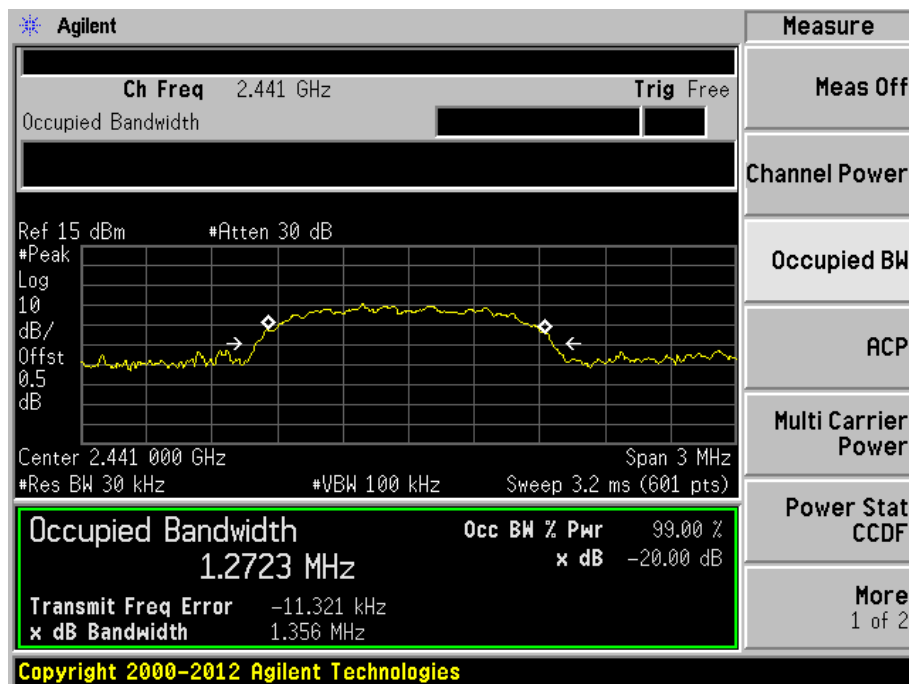 Agilent
Measure
Ch Freq 2.441 GHz Trig Free
Occupied Bandwidth
Meas Off
Channel Power
Occupied BW
ACP
Multi Carrier
Power
Power Stat
CCDF
More
1 of 2
Ref 15 dBm #Atten 30 dB
#Peak
Log
10
dB/
Offst
0.5
dB
Center 2.441 000 GHz Span 3 MHz
#Res BW 30 kHz #VBW 100 kHz Sweep 3.2 ms (601 pts)
Occupied Bandwidth Occ BW % Pwr 99.00 %
1.2723 MHz x dB -20.00 dB
Transmit Freq Error -11.321 kHz
x dB Bandwidth 1.356 MHz
Copyright 2000-2012 Agilent Technologies